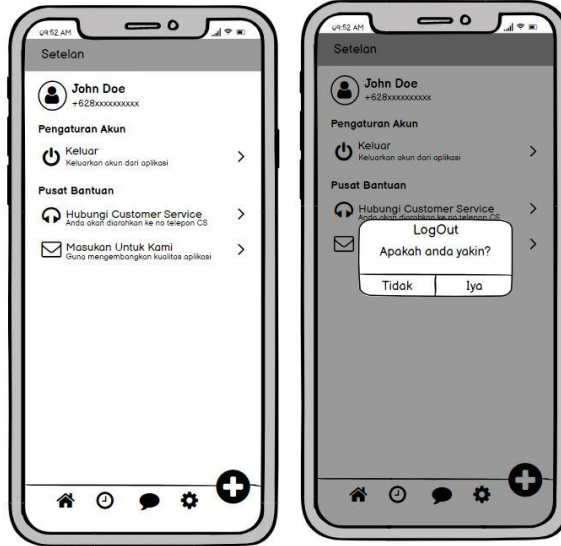 09:52 AM
Setelan
John Doe
+628xxxxxxxxxx
Pengaturan Akun
Keluar
Keluarkan akun dari aplikasi
Pusat Bantuan
Hubungi Customer Service
Anda akan diarahkan ke no telepon CS
Masukan Untuk Kami
Guna mengembangkan kualitas aplikasi
09:52 AM
Setelan
John Doe
+628xxxxxxxxxx
Pengaturan Akun
Keluar
Keluarkan akun dari aplikasi
Pusat Bantuan
Hubungi Customer Service
Anda akan diarahkan ke no telepon CS
LogOut
Apakah anda yakin?
Tidak
Iya